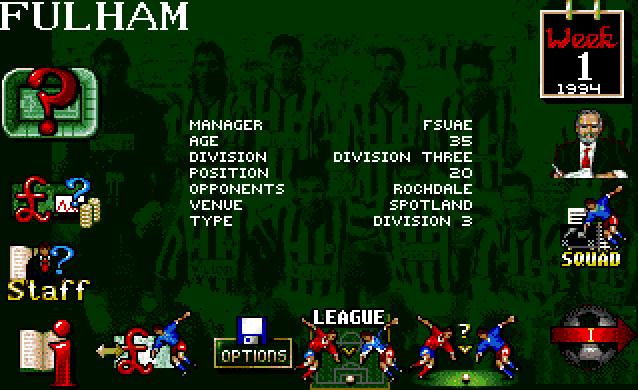 FULHAM
Week
1
1994
MANAGER FSUAE
AGE 35
DIVISION DIVISION THREE
POSITION 20
OPPONENTS ROCHDALE
VENUE SPOTLAND
TYPE DIVISION 3
SQUAD
Staff
LEAGUE
OPTIONS
?
I